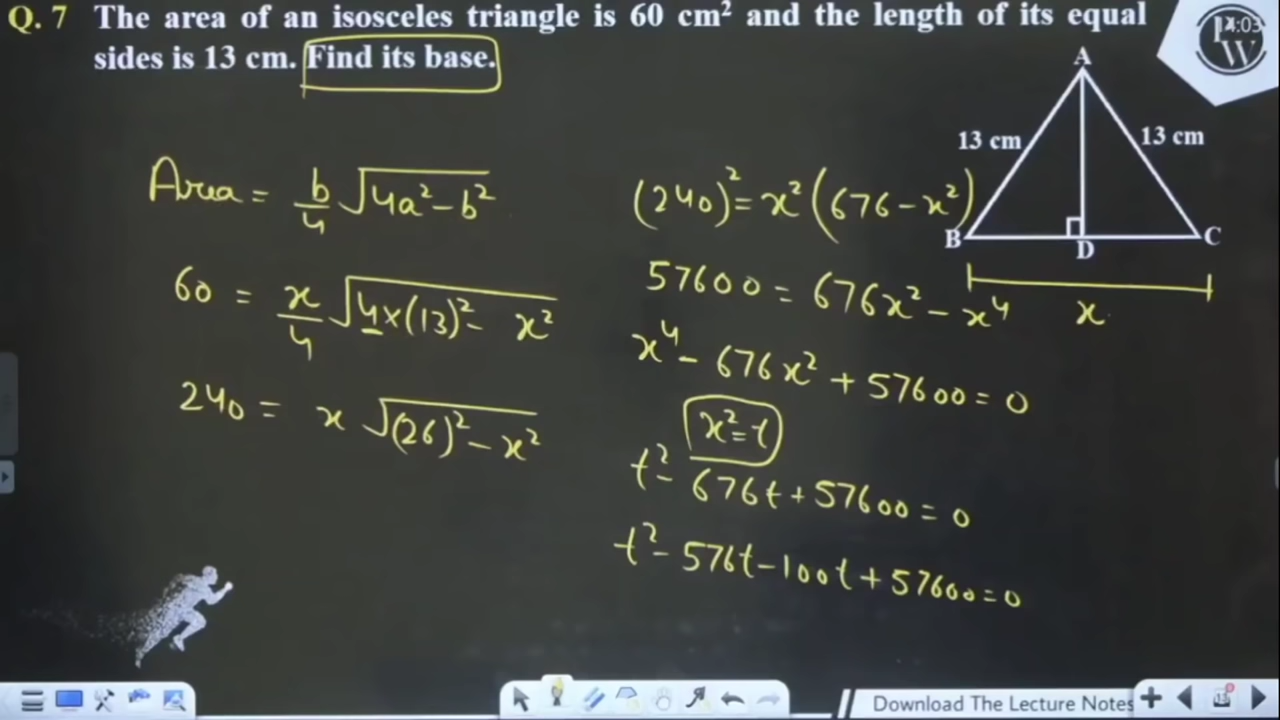 Q. 7 The area of an isosceles triangle is 60 cm² and the length of its equal
sides is 13 cm. Find its base.
Area = b/4 √(4a² − b²)
60 = x/4 √(4×(13)² − x²)
240 = x √((26)² − x²)
(240)² = x²(676 − x²)
57600 = 676x² − x⁴
x⁴ − 676x² + 57600 = 0
x² = t
t² − 676t + 57600 = 0
t² − 576t − 100t + 57600 = 0
A
13 cm 13 cm
B D C
x
PW
Download The Lecture Notes